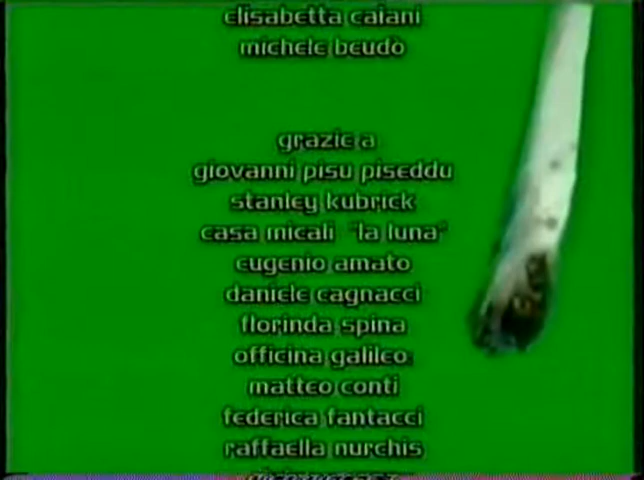 elisabetta caiani
michele beudò
grazie a
giovanni pisu piseddu
stanley kubrick
casa micali "la luna"
eugenio amato
daniele cagnacci
florinda spina
officina galileo
matteo conti
federica fantacci
raffaella nurchis